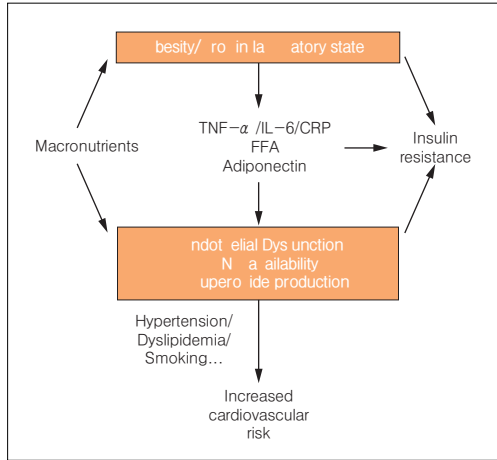 besity/ ro in la atory state
TNF-α /IL-6/CRP
FFA
Adiponectin
Macronutrients
Insulin
resistance
ndot elial Dys unction
N a ailability
upero ide production
Hypertension/
Dyslipidemia/
Smoking...
Increased
cardiovascular
risk